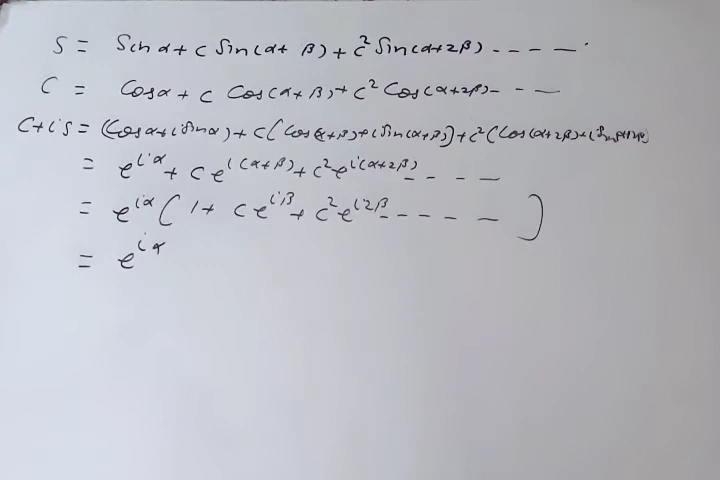 S = Sin α + c Sin(α + β) + c² Sin(α+2β) - - - - —
C = Cos α + c Cos(α + β) + c² Cos(α+2β) - - - —
C+iS = (Cos α + i Sin α) + c(Cos(α+β) + i Sin(α+β)) + c²(Cos(α+2β) + i Sin(α+2β)
= e^{iα} + c e^{i(α+β)} + c² e^{i(α+2β)} - - - - —
= e^{iα} ( 1 + c e^{iβ} + c² e^{i2β} - - - - - — )
= e^{iα}